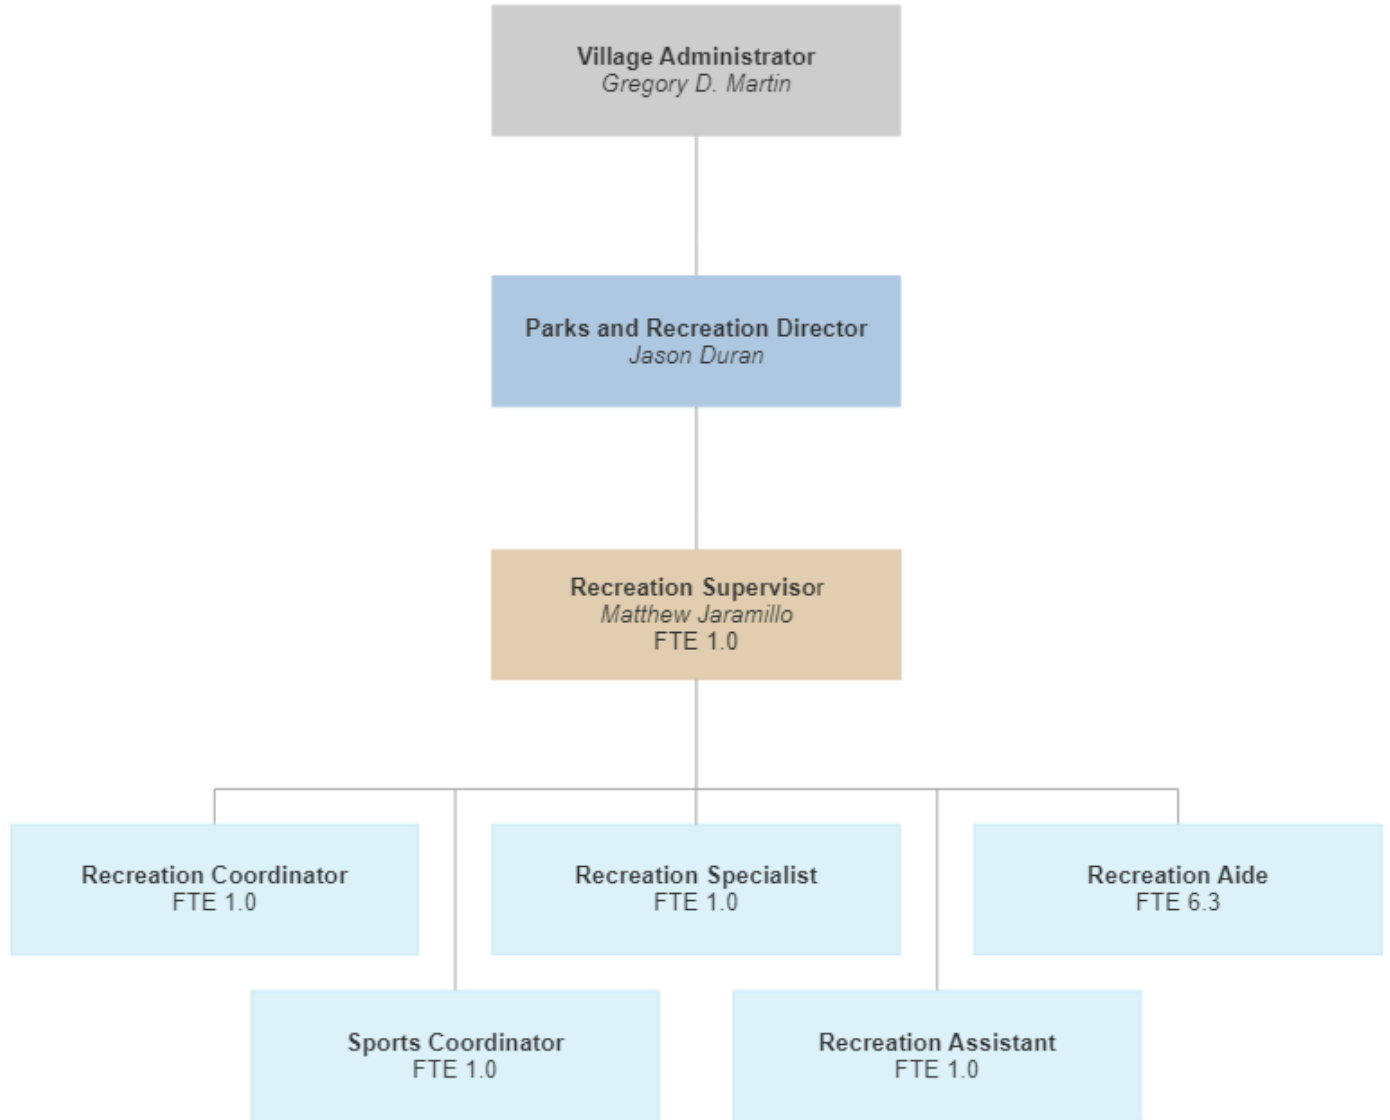 Village Administrator
Gregory D. Martin
Parks and Recreation Director
Jason Duran
Recreation Supervisor
Matthew Jaramillo
FTE 1.0
Recreation Coordinator
FTE 1.0
Recreation Specialist
FTE 1.0
Recreation Aide
FTE 6.3
Sports Coordinator
FTE 1.0
Recreation Assistant
FTE 1.0